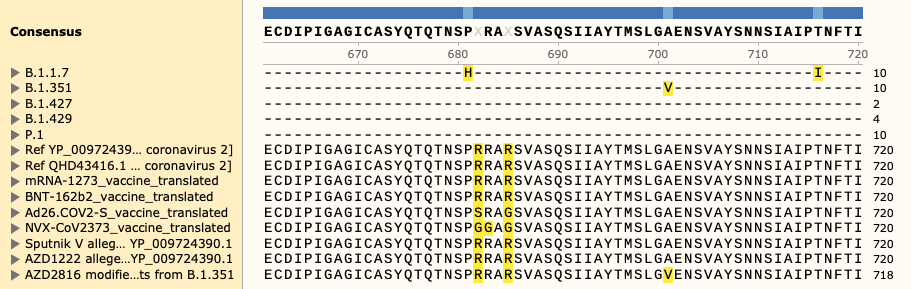 Consensus ECDIPIGAGICASYQTQTNSPXRAXSVASQSIIAYTMSLGAENSVAYSNNSIAIPTNFTI
670 680 690 700 710 720
B.1.1.7 --------------------H----------------------------------I---- 10
B.1.351 ----------------------------------------V------------------- 10
B.1.427 ------------------------------------------------------------ 2
B.1.429 ------------------------------------------------------------ 4
P.1 ------------------------------------------------------------ 10
Ref YP_00972439... coronavirus 2] ECDIPIGAGICASYQTQTNSPRRARSVASQSIIAYTMSLGAENSVAYSNNSIAIPTNFTI 720
Ref QHD43416.1 ... coronavirus 2] ECDIPIGAGICASYQTQTNSPRRARSVASQSIIAYTMSLGAENSVAYSNNSIAIPTNFTI 720
mRNA-1273_vaccine_translated ECDIPIGAGICASYQTQTNSPRRARSVASQSIIAYTMSLGAENSVAYSNNSIAIPTNFTI 720
BNT-162b2_vaccine_translated ECDIPIGAGICASYQTQTNSPRRARSVASQSIIAYTMSLGAENSVAYSNNSIAIPTNFTI 720
Ad26.COV2-S_vaccine_translated ECDIPIGAGICASYQTQTNSPSRAGSVASQSIIAYTMSLGAENSVAYSNNSIAIPTNFTI 720
NVX-CoV2373_vaccine_translated ECDIPIGAGICASYQTQTNSPGGAGSVASQSIIAYTMSLGAENSVAYSNNSIAIPTNFTI 720
Sputnik V alleg... YP_009724390.1 ECDIPIGAGICASYQTQTNSPRRARSVASQSIIAYTMSLGAENSVAYSNNSIAIPTNFTI 720
AZD1222 allege...YP_009724390.1 ECDIPIGAGICASYQTQTNSPRRARSVASQSIIAYTMSLGAENSVAYSNNSIAIPTNFTI 720
AZD2816 modifie...ts from B.1.351 ECDIPIGAGICASYQTQTNSPRRARSVASQSIIAYTMSLGVENSVAYSNNSIAIPTNFTI 718